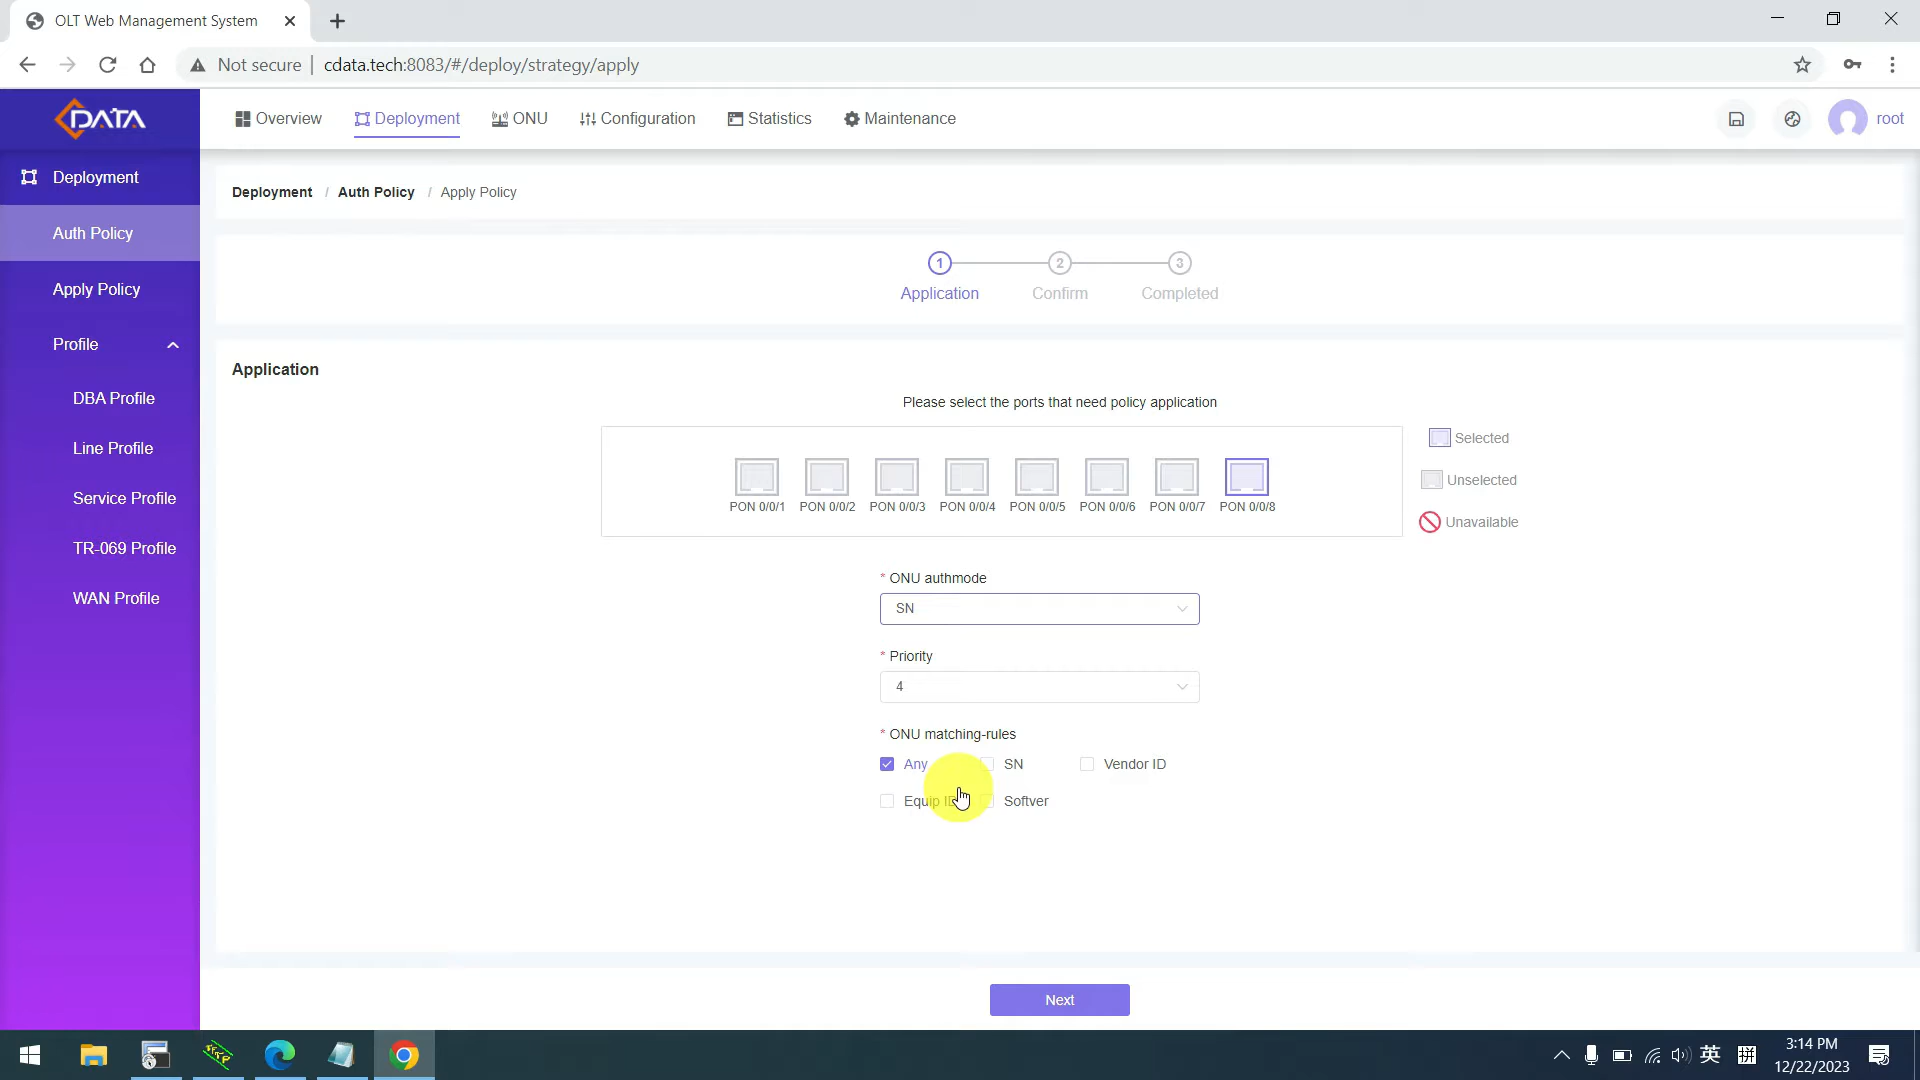 OLT Web Management System
Not secure | cdata.tech:8083/#/deploy/strategy/apply
DATA
Overview Deployment ONU Configuration Statistics Maintenance root
Deployment
Auth Policy
Apply Policy
Profile
DBA Profile
Line Profile
Service Profile
TR-069 Profile
WAN Profile
Deployment / Auth Policy / Apply Policy
1 2 3
Application Confirm Completed
Application
Please select the ports that need policy application
Selected
Unselected
Unavailable
PON 0/0/1 PON 0/0/2 PON 0/0/3 PON 0/0/4 PON 0/0/5 PON 0/0/6 PON 0/0/7 PON 0/0/8
* ONU authmode
SN
* Priority
4
* ONU matching-rules
Any SN Vendor ID
Equip ID Softver
Next
英 拼
3:14 PM
12/22/2023